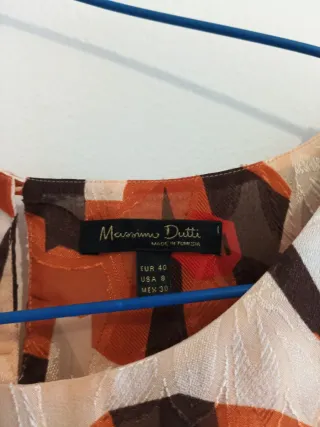 Massimo Dutti
MADE IN TURKEY
EUR 40
USA 8
MEX 30